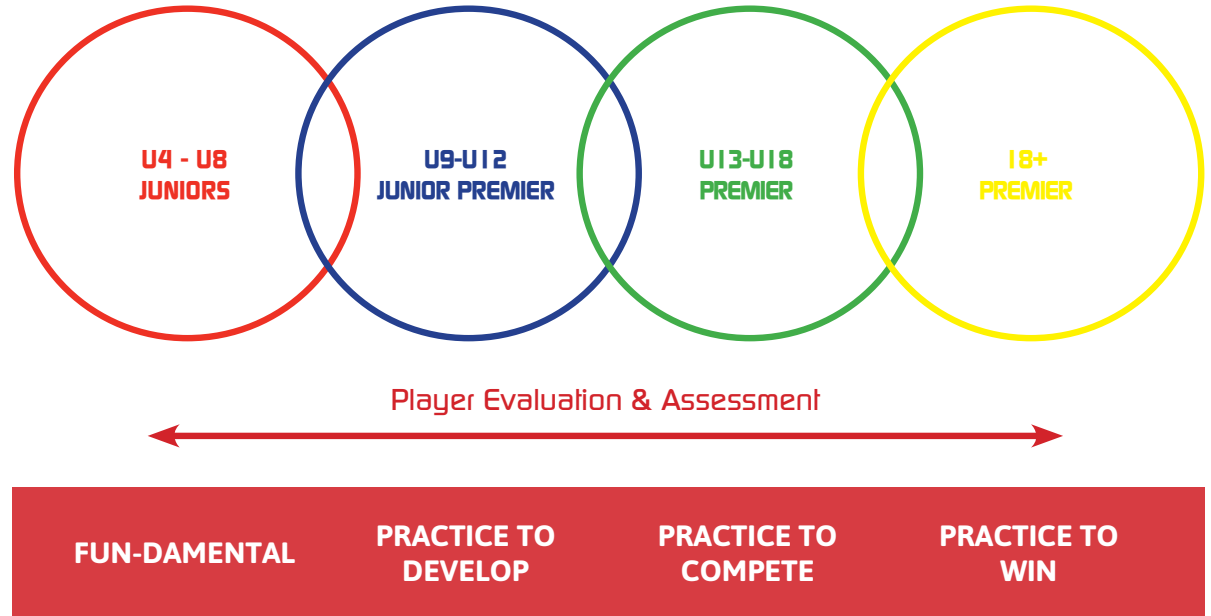 U4 - U8
JUNIORS
U9-U12
JUNIOR PREMIER
U13-U18
PREMIER
18+
PREMIER
Player Evaluation & Assessment
FUN-DAMENTAL
PRACTICE TO
DEVELOP
PRACTICE TO
COMPETE
PRACTICE TO
WIN